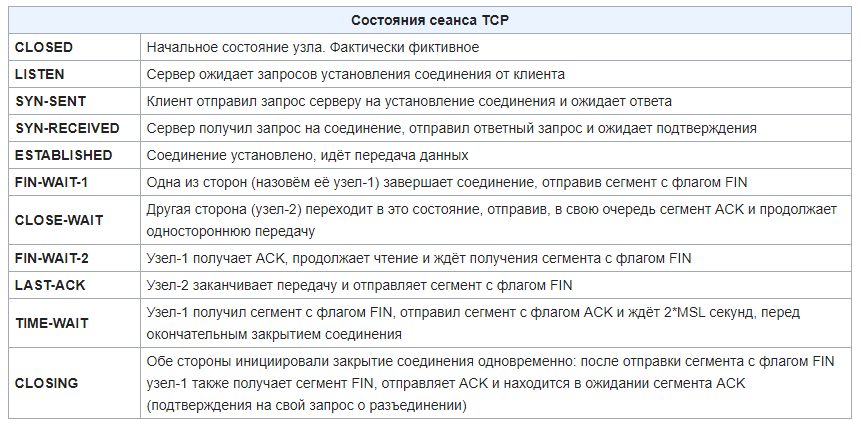 Состояния сеанса TCP
CLOSED Начальное состояние узла. Фактически фиктивное
LISTEN Сервер ожидает запросов установления соединения от клиента
SYN-SENT Клиент отправил запрос серверу на установление соединения и ожидает ответа
SYN-RECEIVED Сервер получил запрос на соединение, отправил ответный запрос и ожидает подтверждения
ESTABLISHED Соединение установлено, идёт передача данных
FIN-WAIT-1 Одна из сторон (назовём её узел-1) завершает соединение, отправив сегмент с флагом FIN
CLOSE-WAIT Другая сторона (узел-2) переходит в это состояние, отправив, в свою очередь сегмент ACK и продолжает
одностороннюю передачу
FIN-WAIT-2 Узел-1 получает ACK, продолжает чтение и ждёт получения сегмента с флагом FIN
LAST-ACK Узел-2 заканчивает передачу и отправляет сегмент с флагом FIN
TIME-WAIT Узел-1 получил сегмент с флагом FIN, отправил сегмент с флагом ACK и ждёт 2*MSL секунд, перед
окончательным закрытием соединения
CLOSING Обе стороны инициировали закрытие соединения одновременно: после отправки сегмента с флагом FIN
узел-1 также получает сегмент FIN, отправляет ACK и находится в ожидании сегмента ACK
(подтверждения на свой запрос о разъединении)